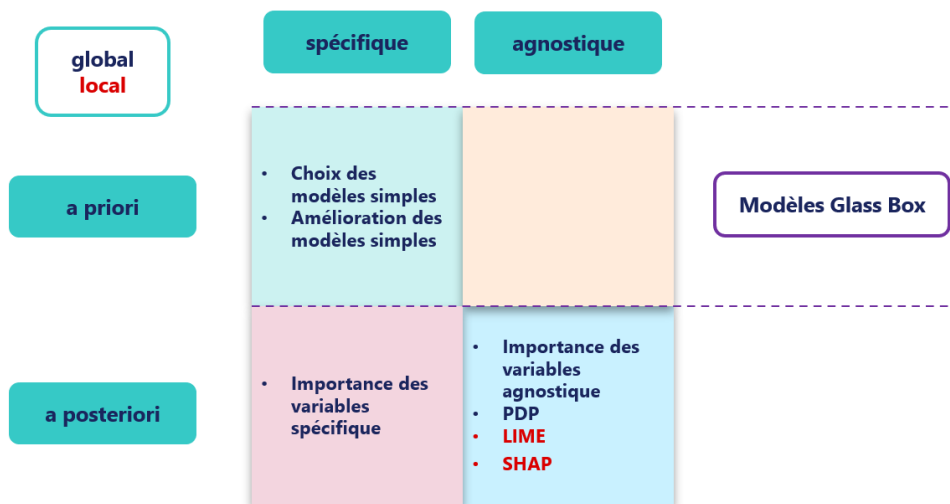 global
local
spécifique
agnostique
a priori
• Choix des
modèles simples
• Amélioration des
modèles simples
Modèles Glass Box
a posteriori
• Importance des
variables
spécifique
• Importance des
variables
agnostique
• PDP
• LIME
• SHAP